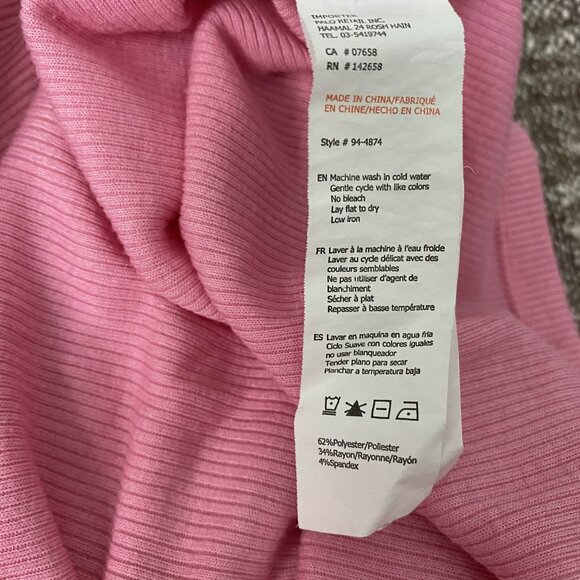 IMPORTER:
PALO RETAIL INC.
HAAMAL 24 ROSH HAIN
TEL. 03-5419744
CA # 07658
RN # 142658
MADE IN CHINA/FABRIQUÉ
EN CHINE/HECHO EN CHINA
Style # 94-4874
EN Machine wash in cold water
Gentle cycle with like colors
No bleach
Lay flat to dry
Low iron
FR Laver à la machine à l'eau froide
Laver au cycle délicat avec des
couleurs semblables
Ne pas utiliser d'agent de
blanchiment
Sécher à plat
Repasser à basse température
ES Lavar en maquina en agua fria
Ciclo Suave con colores iguales
no usar blanqueador
Tender plano para secar
Planchar a temperatura baja
62%Polyester/Poliester
34%Rayon/Rayonne/Rayón
4%Spandex